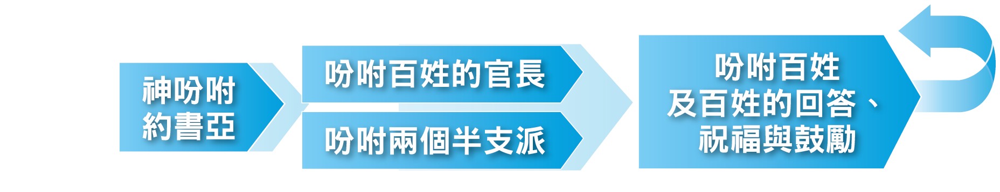 神吩咐
約書亞
吩咐百姓的官長
吩咐兩個半支派
吩咐百姓
及百姓的回答、
祝福與鼓勵